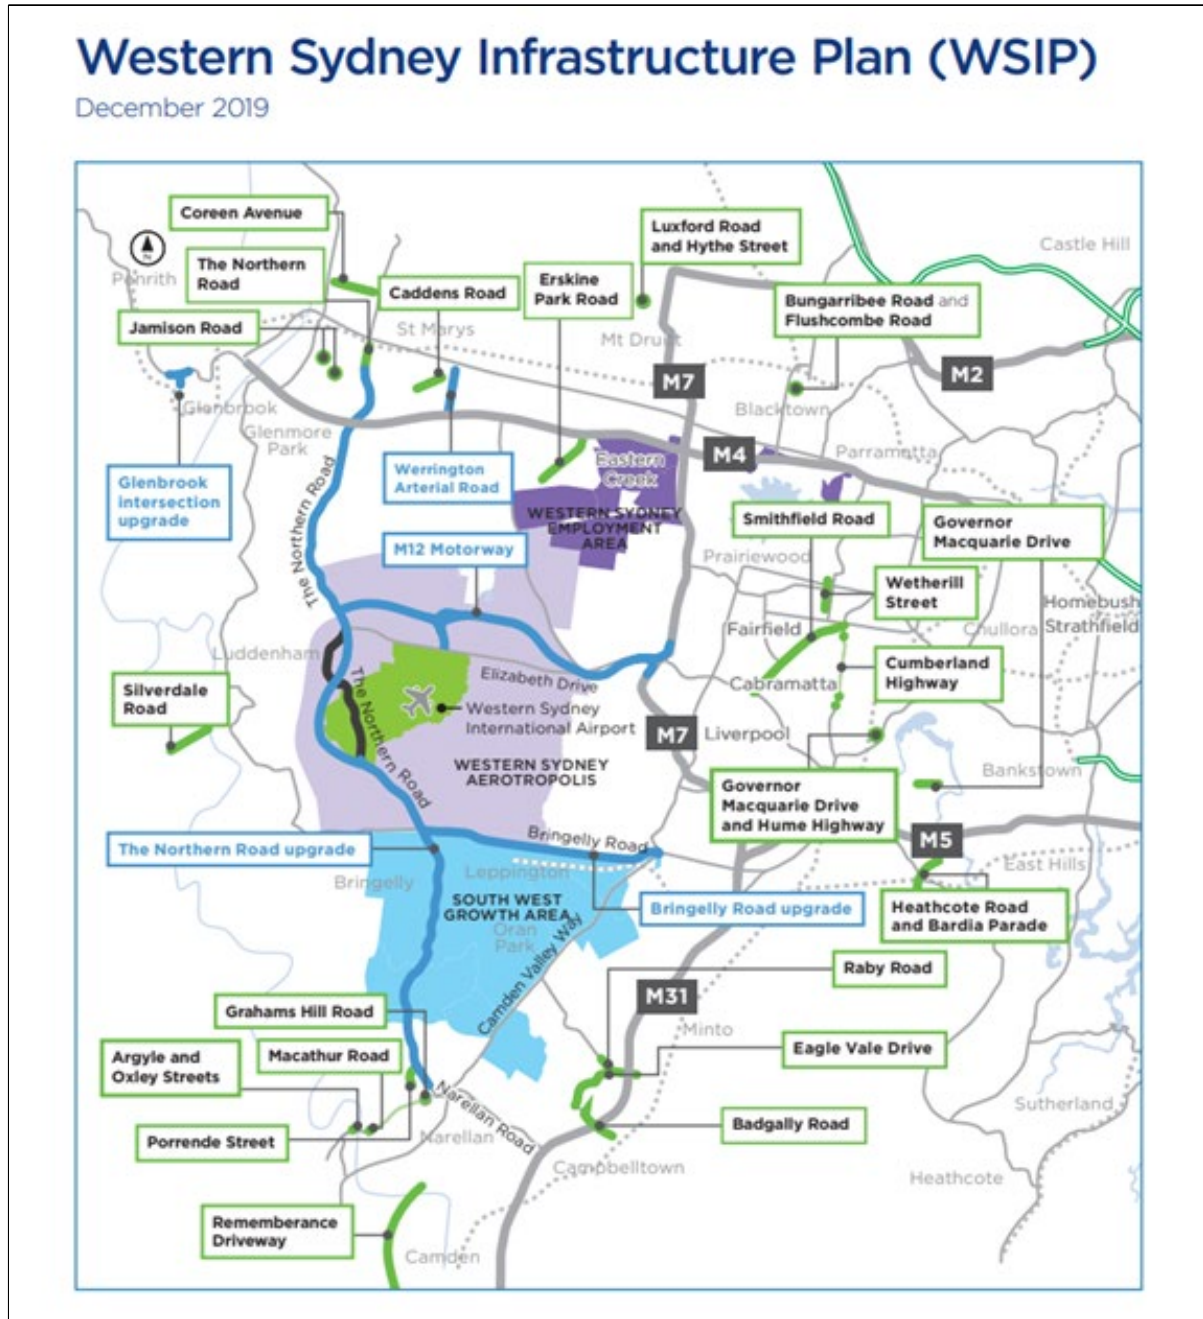 Western Sydney Infrastructure Plan (WSIP)
December 2019
Coreen Avenue
The Northern
Road
Jamison Road
Penrith
N
Caddens Road
St Marys
Erskine
Park Road
Luxford Road
and Hythe Street
Mt Druitt
Castle Hill
Bungarribee Road and
Flushcombe Road
M7
M2
Blacktown
Glenbrook
Glenmore
Park
Glenbrook
intersection
upgrade
The Northern Road
Werrington
Arterial Road
M4
Parramatta
Eastern
Creek
WESTERN SYDNEY
EMPLOYMENT
AREA
M12 Motorway
Smithfield Road
Governor
Macquarie Drive
Prairiewood
Wetherill
Street
Homebush
Strathfield
Chullora
Fairfield
Cumberland
Highway
Cabramatta
Luddenham
Silverdale
Road
The Northern Road
Elizabeth Drive
Western Sydney
International Airport
M7
Liverpool
WESTERN SYDNEY
AEROTROPOLIS
Bankstown
Governor
Macquarie Drive
and Hume Highway
M5
East Hills
The Northern Road upgrade
Bringelly Road
Bringelly
Leppington
SOUTH WEST
GROWTH AREA
Oran
Park
Bringelly Road upgrade
Heathcote Road
and Bardia Parade
Camden Valley Way
Raby Road
M31
Minto
Grahams Hill Road
Argyle and
Oxley Streets
Macathur Road
Eagle Vale Drive
Porrende Street
Narellan
Narellan Road
Badgally Road
Campbelltown
Sutherland
Heathcote
Rememberance
Driveway
Camden